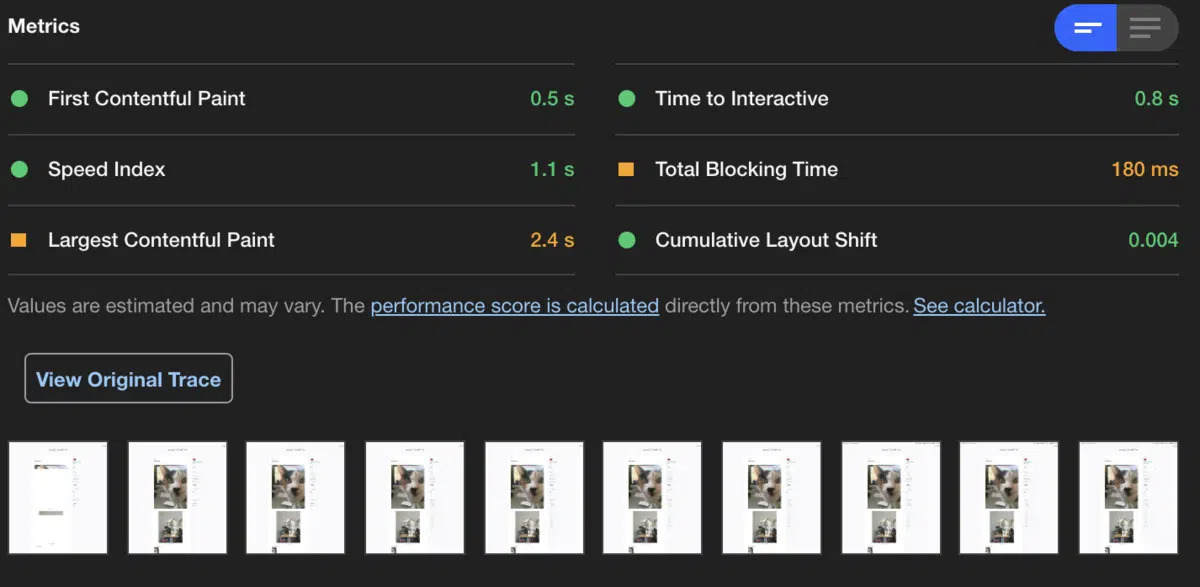 Metrics
First Contentful Paint 0.5 s
Time to Interactive 0.8 s
Speed Index 1.1 s
Total Blocking Time 180 ms
Largest Contentful Paint 2.4 s
Cumulative Layout Shift 0.004
Values are estimated and may vary. The performance score is calculated directly from these metrics. See calculator.
View Original Trace